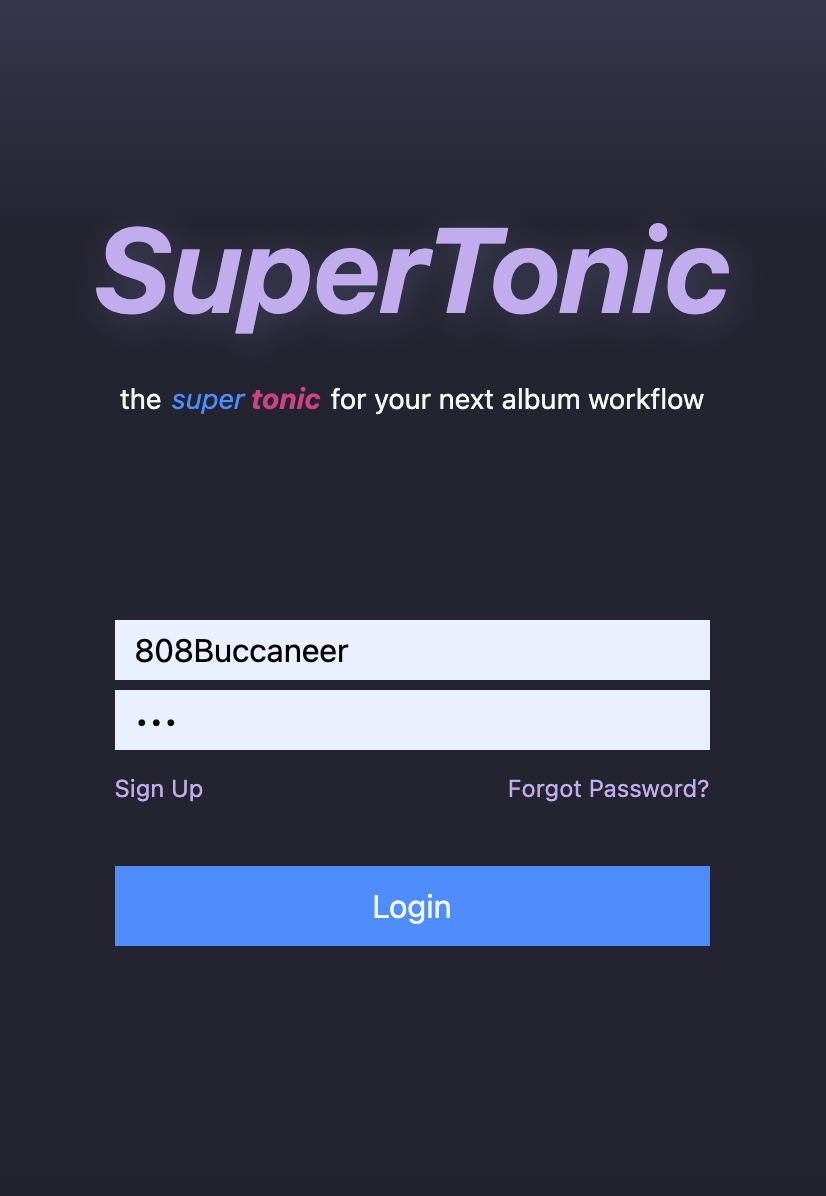 SuperTonic
the super tonic for your next album workflow
808Buccaneer
•••
Sign Up Forgot Password?
Login